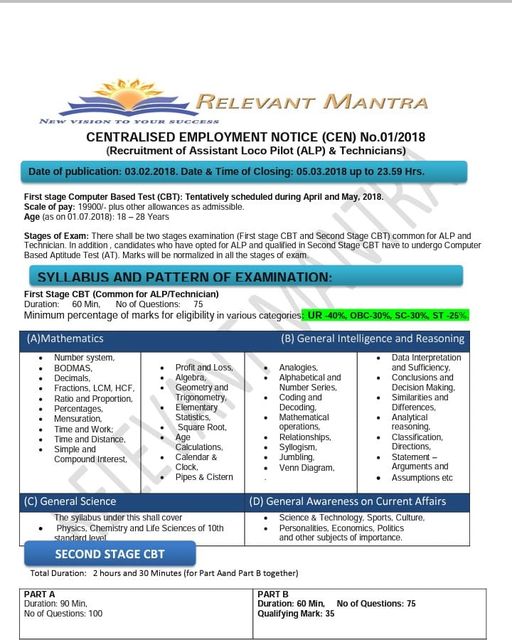 RELEVANT MANTRA
NEW VISION TO YOUR SUCCESS
CENTRALISED EMPLOYMENT NOTICE (CEN) No.01/2018
(Recruitment of Assistant Loco Pilot (ALP) & Technicians)
Date of publication: 03.02.2018. Date & Time of Closing: 05.03.2018 up to 23.59 Hrs.
First stage Computer Based Test (CBT): Tentatively scheduled during April and May, 2018.
Scale of pay: 19900/- plus other allowances as admissible.
Age (as on 01.07.2018): 18 – 28 Years
Stages of Exam: There shall be two stages examination (First stage CBT and Second Stage CBT) common for ALP and
Technician. In addition , candidates who have opted for ALP and qualified in Second Stage CBT have to undergo Computer
Based Aptitude Test (AT). Marks will be normalized in all the stages of exam.
SYLLABUS AND PATTERN OF EXAMINATION:
First Stage CBT (Common for ALP/Technician)
Duration: 60 Min, No of Questions: 75
Minimum percentage of marks for eligibility in various categories: UR -40%, OBC-30%, SC-30%, ST -25%.
(A)Mathematics
• Number system,
• BODMAS,
• Decimals,
• Fractions, LCM, HCF,
• Ratio and Proportion,
• Percentages,
• Mensuration,
• Time and Work,
• Time and Distance,
• Simple and
Compound Interest,
• Profit and Loss,
• Algebra,
• Geometry and
Trigonometry,
• Elementary
Statistics,
• Square Root,
• Age
Calculations,
• Calendar &
Clock,
• Pipes & Cistern
(B) General Intelligence and Reasoning
• Analogies,
• Alphabetical and
Number Series,
• Coding and
Decoding,
• Mathematical
operations,
• Relationships,
• Syllogism,
• Jumbling,
• Venn Diagram,
.
• Data Interpretation
and Sufficiency,
• Conclusions and
Decision Making,
• Similarities and
Differences,
• Analytical
reasoning,
• Classification,
Directions,
• Statement –
Arguments and
• Assumptions etc
(C) General Science
The syllabus under this shall cover
• Physics, Chemistry and Life Sciences of 10th
standard level.
(D) General Awareness on Current Affairs
• Science & Technology, Sports, Culture,
• Personalities, Economics, Politics
and other subjects of importance.
SECOND STAGE CBT
Total Duration: 2 hours and 30 Minutes (for Part Aand Part B together)
PART A
Duration: 90 Min,
No of Questions: 100
PART B
Duration: 60 Min, No of Questions: 75
Qualifying Mark: 35
RELEVANT MANTRA